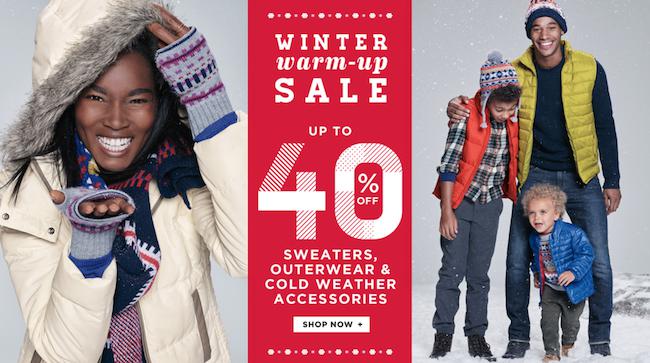 WINTER
warm-up
SALE
UP TO
40% OFF
SWEATERS,
OUTERWEAR &
COLD WEATHER
ACCESSORIES
SHOP NOW +